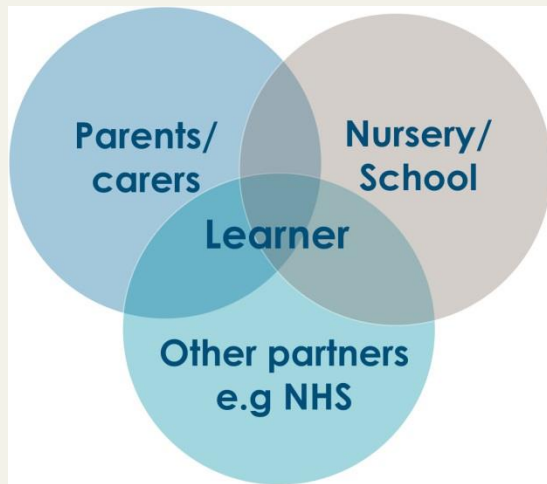 Parents/
carers
Nursery/
School
Learner
Other partners
e.g NHS